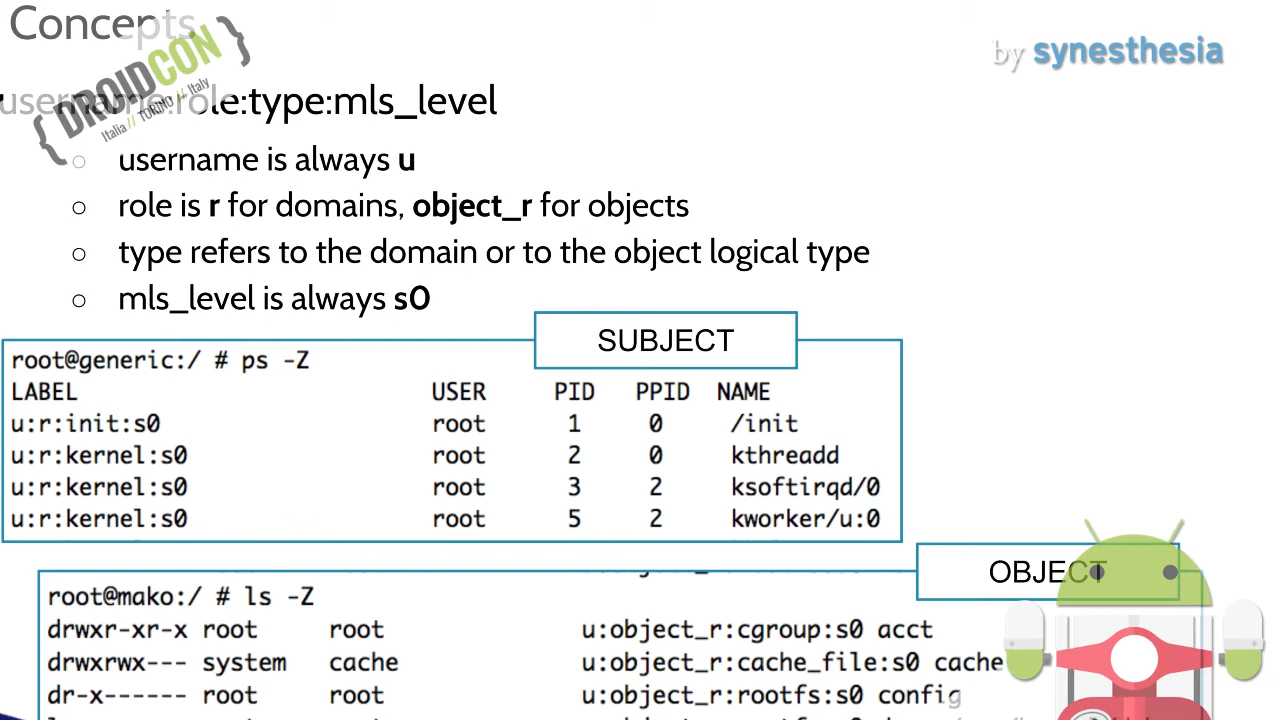 Concepts
by synesthesia
{ DROIDCON }
Italia // TORINO // Italy
username:role:type:mls_level
○ username is always u
○ role is r for domains, object_r for objects
○ type refers to the domain or to the object logical type
○ mls_level is always s0
SUBJECT
root@generic:/ # ps -Z
LABEL USER PID PPID NAME
u:r:init:s0 root 1 0 /init
u:r:kernel:s0 root 2 0 kthreadd
u:r:kernel:s0 root 3 2 ksoftirqd/0
u:r:kernel:s0 root 5 2 kworker/u:0
OBJECT
root@mako:/ # ls -Z
drwxr-xr-x root root u:object_r:cgroup:s0 acct
drwxrwx--- system cache u:object_r:cache_file:s0 cache
dr-x------ root root u:object_r:rootfs:s0 config